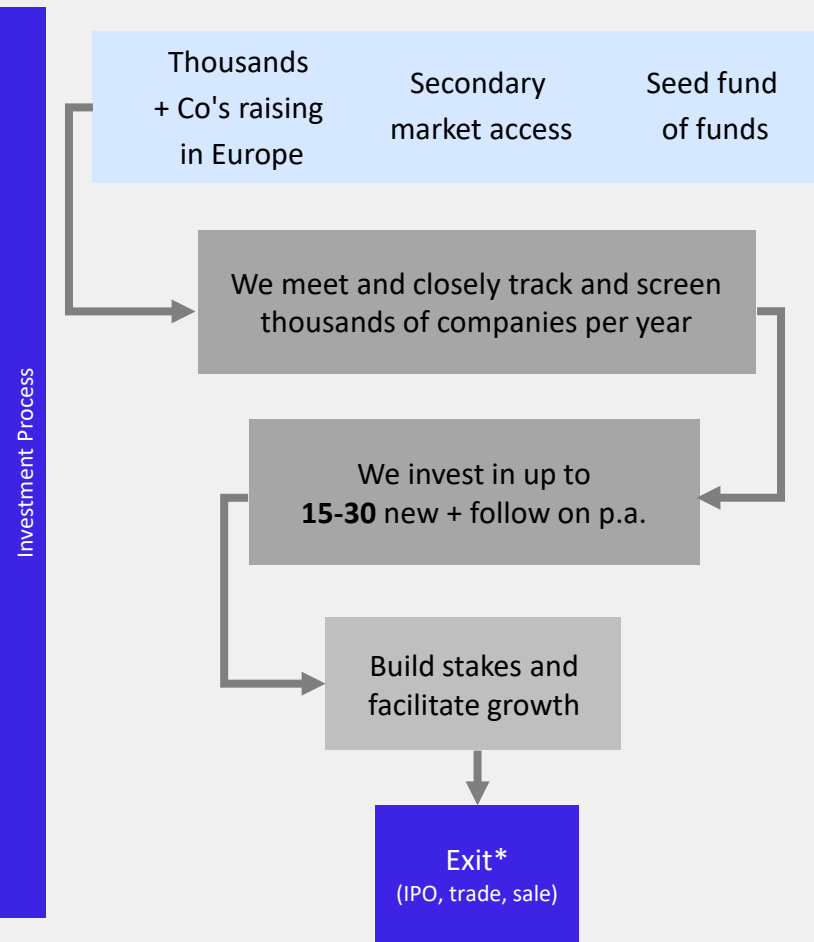 Investment Process
Thousands
+ Co's raising
in Europe
Secondary
market access
Seed fund
of funds
We meet and closely track and screen
thousands of companies per year
We invest in up to
15-30 new + follow on p.a.
Build stakes and
facilitate growth
Exit*
(IPO, trade, sale)